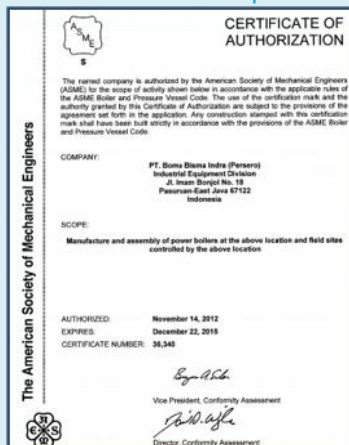 CERTIFICATE OF
AUTHORIZATION
ASME
S
The named company is authorized by the American Society of Mechanical Engineers
(ASME) for the scope of activity shown below in accordance with the applicable rules of
the ASME Boiler and Pressure Vessel Code. The use of the certification mark and the
authority granted by this Certificate of Authorization are subject to the provisions of the
agreement set forth in the application. Any construction stamped with this certification
mark shall have been built strictly in accordance with the provisions of the ASME Boiler
and Pressure Vessel Code.
COMPANY:
PT. Boma Bisma Indra (Persero)
Industrial Equipment Division
Jl. Imam Bonjol No. 18
Pasuruan-East Java 67122
Indonesia
SCOPE:
Manufacture and assembly of power boilers at the above location and field sites
controlled by the above location
AUTHORIZED: November 14, 2012
EXPIRES: December 22, 2015
CERTIFICATE NUMBER: 36,340
Vice President, Conformity Assessment
Director, Conformity Assessment
The American Society of Mechanical Engineers